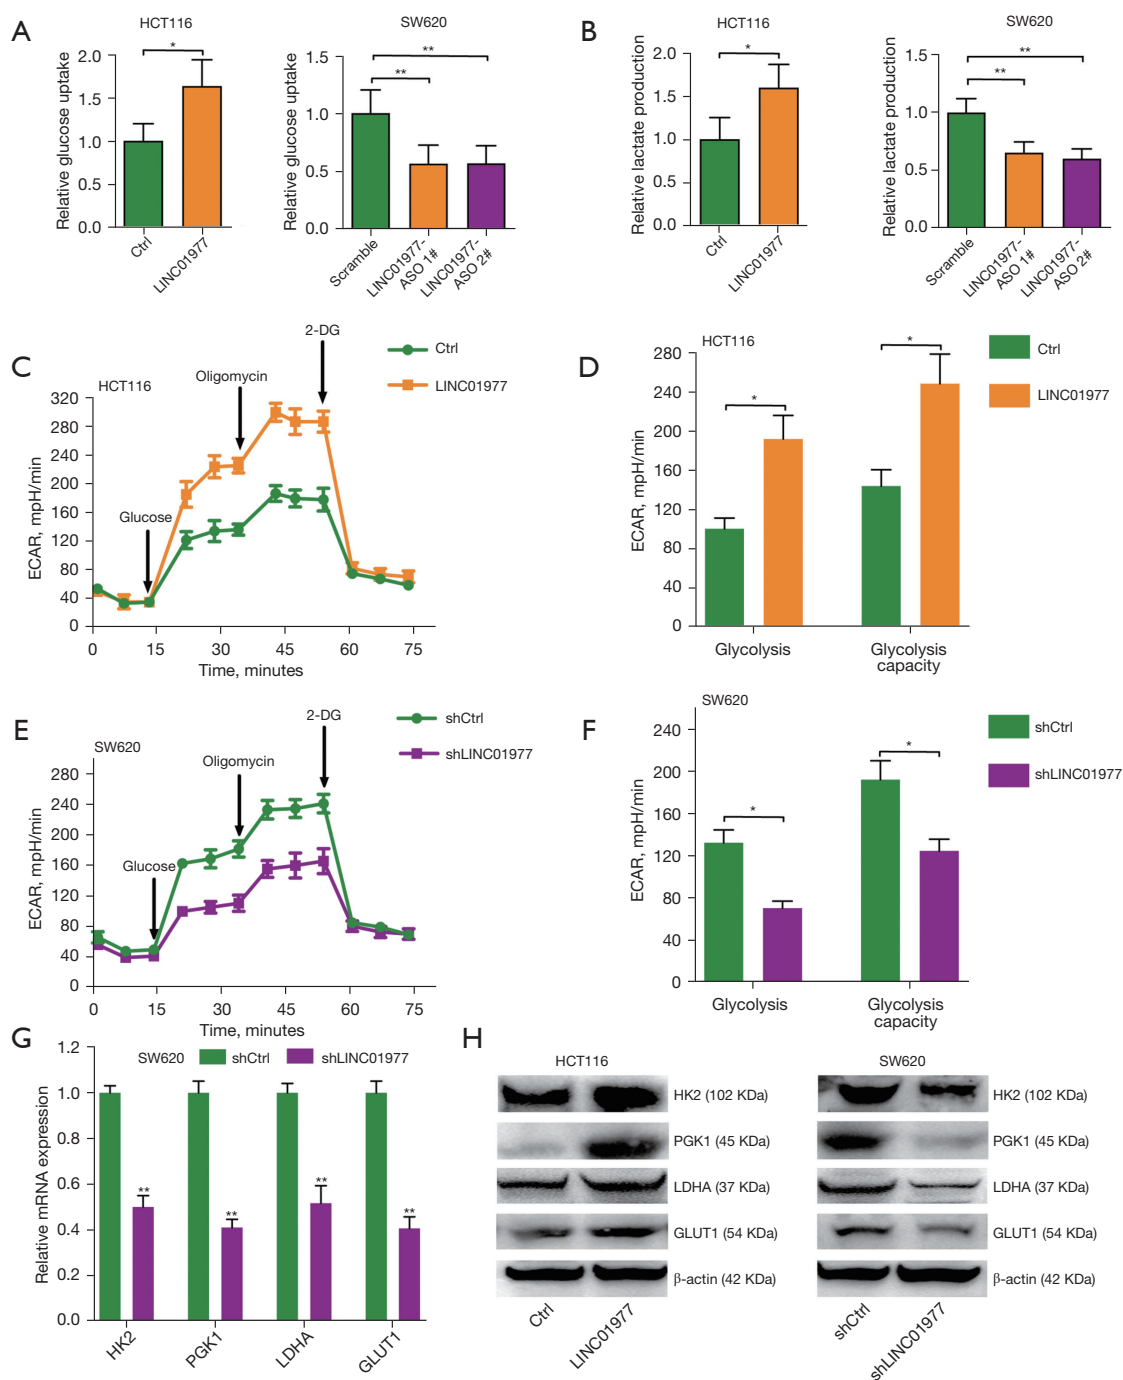 A
HCT116
*
Relative glucose uptake
2.0
1.5
1.0
0.5
0.0
Ctrl
LINC01977
SW620
**
**
Relative glucose uptake
1.5
1.0
0.5
0.0
Scramble
LINC01977-
ASO 1#
LINC01977-
ASO 2#
B
HCT116
*
Relative lactate production
2.0
1.5
1.0
0.5
0.0
Ctrl
LINC01977
SW620
**
**
Relative lactate production
1.5
1.0
0.5
0.0
Scramble
LINC01977-
ASO 1#
LINC01977-
ASO 2#
C
HCT116
2-DG
Oligomycin
Glucose
Ctrl
LINC01977
ECAR, mpH/min
320
280
240
200
160
120
80
40
0
0 15 30 45 60 75
Time, minutes
D
HCT116
Ctrl
LINC01977
*
*
ECAR, mpH/min
280
240
200
160
120
80
40
0
Glycolysis
Glycolysis
capacity
E
SW620
2-DG
Oligomycin
Glucose
shCtrl
shLINC01977
ECAR, mpH/min
280
240
200
160
120
80
40
0
0 15 30 45 60 75
Time, minutes
F
SW620
shCtrl
shLINC01977
*
*
ECAR, mpH/min
240
200
160
120
80
40
0
Glycolysis
Glycolysis
capacity
G
SW620 shCtrl shLINC01977
Relative mRNA expression
1.2
1.0
0.8
0.6
0.4
0.2
0.0
**
**
**
**
HK2
PGK1
LDHA
GLUT1
H
HCT116
HK2 (102 KDa)
PGK1 (45 KDa)
LDHA (37 KDa)
GLUT1 (54 KDa)
β-actin (42 KDa)
Ctrl
LINC01977
SW620
HK2 (102 KDa)
PGK1 (45 KDa)
LDHA (37 KDa)
GLUT1 (54 KDa)
β-actin (42 KDa)
shCtrl
shLINC01977